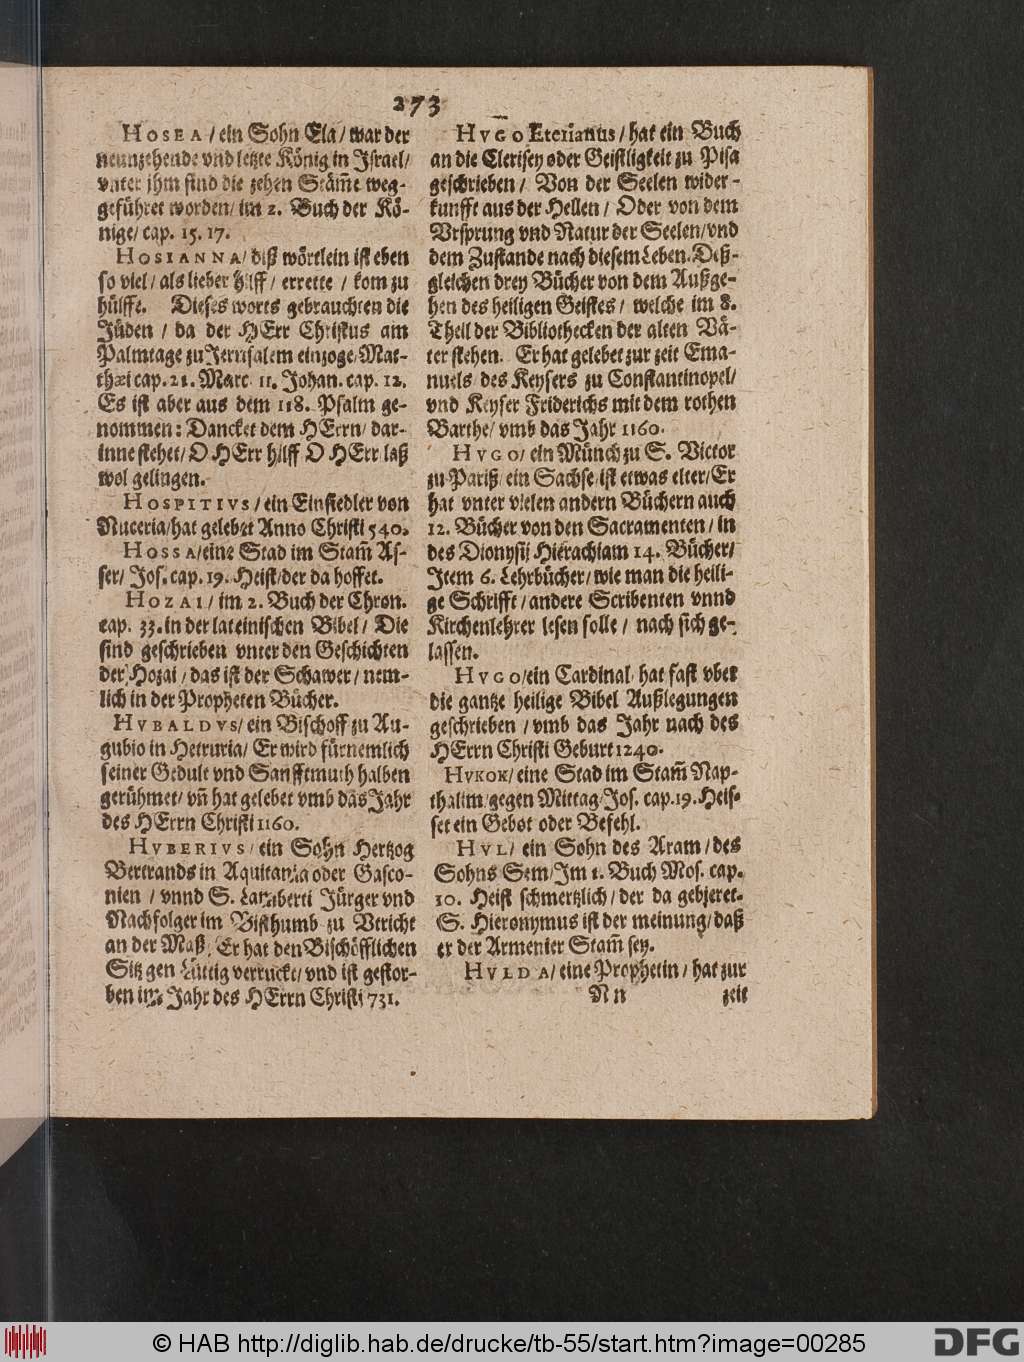 273
HOSEA/ein Sohn Ela/war der
neunzehende vnd letzte König in Israel/
vnter jhm sind die zehen Stäm̃e weg-
geführet worden/ im 2. Buch der Kö-
nige/ cap. 15. 17.
HOSIANNA/diß wörtlein ist eben
so viel/als lieber hilff/ errette / kom zu
hülffe. Dieses worts gebrauchten die
Jüden / da der HErr Christus am
Palmtage zu Jerusalem einzoge/Mat-
thæi cap. 21. Marc. 11. Johan. cap. 12.
Es ist aber aus dem 118. Psalm ge-
nommen: Dancket dem HErrn/ dar-
inne stehet/ O HErr hilff O HErr laß
wol gelingen.
HOSPITIVS/ein Einsiedler von
Nuceria/hat gelebet Anno Christi 540.
HOSSA/eine Stad im Stam̃ As-
ser/ Jos. cap. 19. Heist/der da hoffet.
HOZAI/ im 2. Buch der Chron.
cap. 33. in der lateinischen Bibel / Die
sind geschrieben vnter den Geschichten
der Hozai / das ist der Schawer/ nem-
lich in der Propheten Bücher.
HVBALDVS/ ein Bischoff zu Au-
gubio in Hetruria/ Er wird fürnemlich
seiner Gedult vnd Sanfftmuth halben
gerühmet/ vñ hat gelebet vmb das Jahr
des HErrn Christi 1160.
HVBERIVS/ ein Sohn Hertzog
Bertrands in Aquitania oder Gasco-
nien / vnnd S. Lamberti Jürger vnd
Nachfolger im Bisthumb zu Vtricht
an der Maß. Er hat den Bischöfflichen
Sitz gen Lüttig verruckt/ vnd ist gestor-
ben im Jahr des HErrn Christi 731.
HVGO Eterianus/ hat ein Buch
an die Clerisey oder Geistligkeit zu Pisa
geschrieben/ Von der Seelen wider-
kunfft aus der Hellen / Oder von dem
Vrsprung vnd Natur der Seelen/vnd
dem Zustande nach diesem Leben. Deß-
gleichen drey Bücher von dem Außge-
hen des heiligen Geistes/ welche im 8.
Theil der Bibliothecken der alten Vä-
ter stehen. Er hat gelebet zur zeit Ema-
nuels/ des Keysers zu Constantinopel/
vnd Keyser Friderichs mit dem rothen
Barthe/ vmb das Jahr 1160.
HVGO/ ein Münch zu S. Victor
zu Pariß/ ein Sachse/ ist etwas elter/Er
hat vnter vielen andern Büchern auch
12. Bücher von den Sacramenten/ in
des Dionysij Hierachiam 14. Bücher/
Item 6. Lehrbücher/ wie man die heili-
ge Schrifft/ andere Scribenten vnnd
Kirchenlehrer lesen solle / nach sich ge-
lassen.
HVGO/ein Cardinal/ hat fast vber
die gantze heilige Bibel Außlegungen
geschrieben / vmb das Jahr nach des
HErrn Christi Geburt 1240.
HVKOK/ eine Stad im Stam̃ Nap-
thalim/gegen Mittag/Jos. cap. 19. Heis-
set ein Gebot oder Befehl.
HVL/ ein Sohn des Aram / des
Sohns Sem/ Im 1. Buch Mos. cap.
10. Heist schmertzlich/ der da gebieret.
S. Hieronymus ist der meinung/ daß
er der Armenier Stam̃ sey.
HVLDA/ eine Prophetin / hat zur
Nn zeit
© HAB http://diglib.hab.de/drucke/tb-55/start.htm?image=00285
DFG